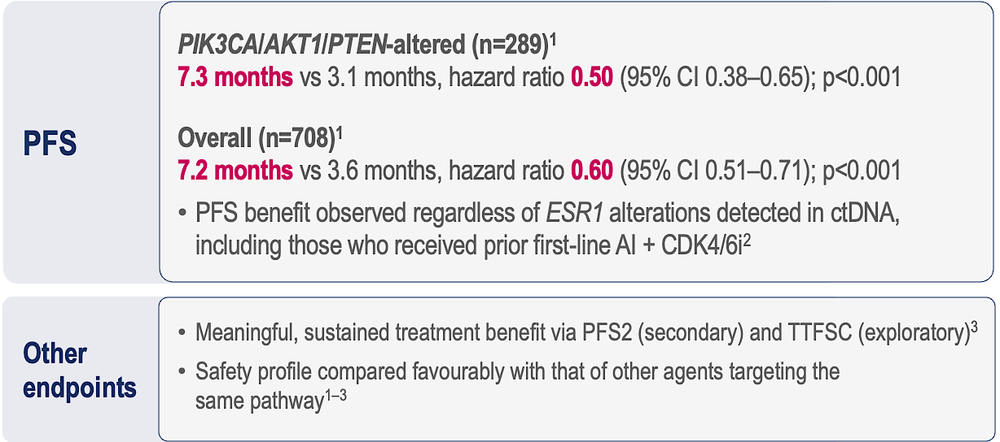 PFS
PIK3CA/AKT1/PTEN-altered (n=289)¹
7.3 months vs 3.1 months, hazard ratio 0.50 (95% CI 0.38–0.65); p<0.001
Overall (n=708)¹
7.2 months vs 3.6 months, hazard ratio 0.60 (95% CI 0.51–0.71); p<0.001
• PFS benefit observed regardless of ESR1 alterations detected in ctDNA,
including those who received prior first-line AI + CDK4/6i²
Other
endpoints
• Meaningful, sustained treatment benefit via PFS2 (secondary) and TTFSC (exploratory)³
• Safety profile compared favourably with that of other agents targeting the
same pathway¹–³